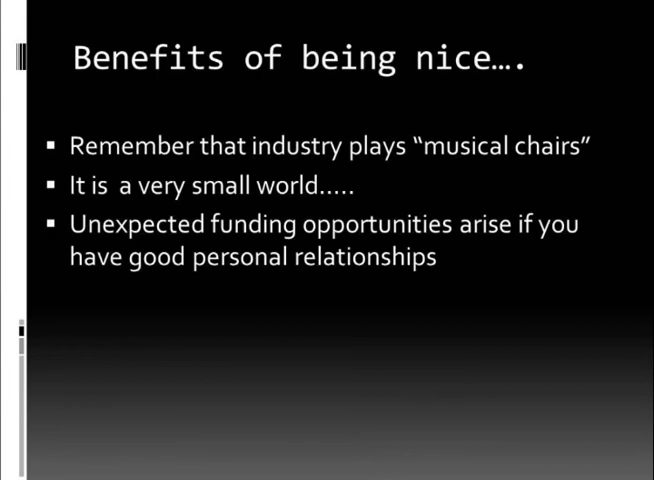 Benefits of being nice….
▪ Remember that industry plays “musical chairs”
▪ It is  a very small world…..
▪ Unexpected funding opportunities arise if you
have good personal relationships